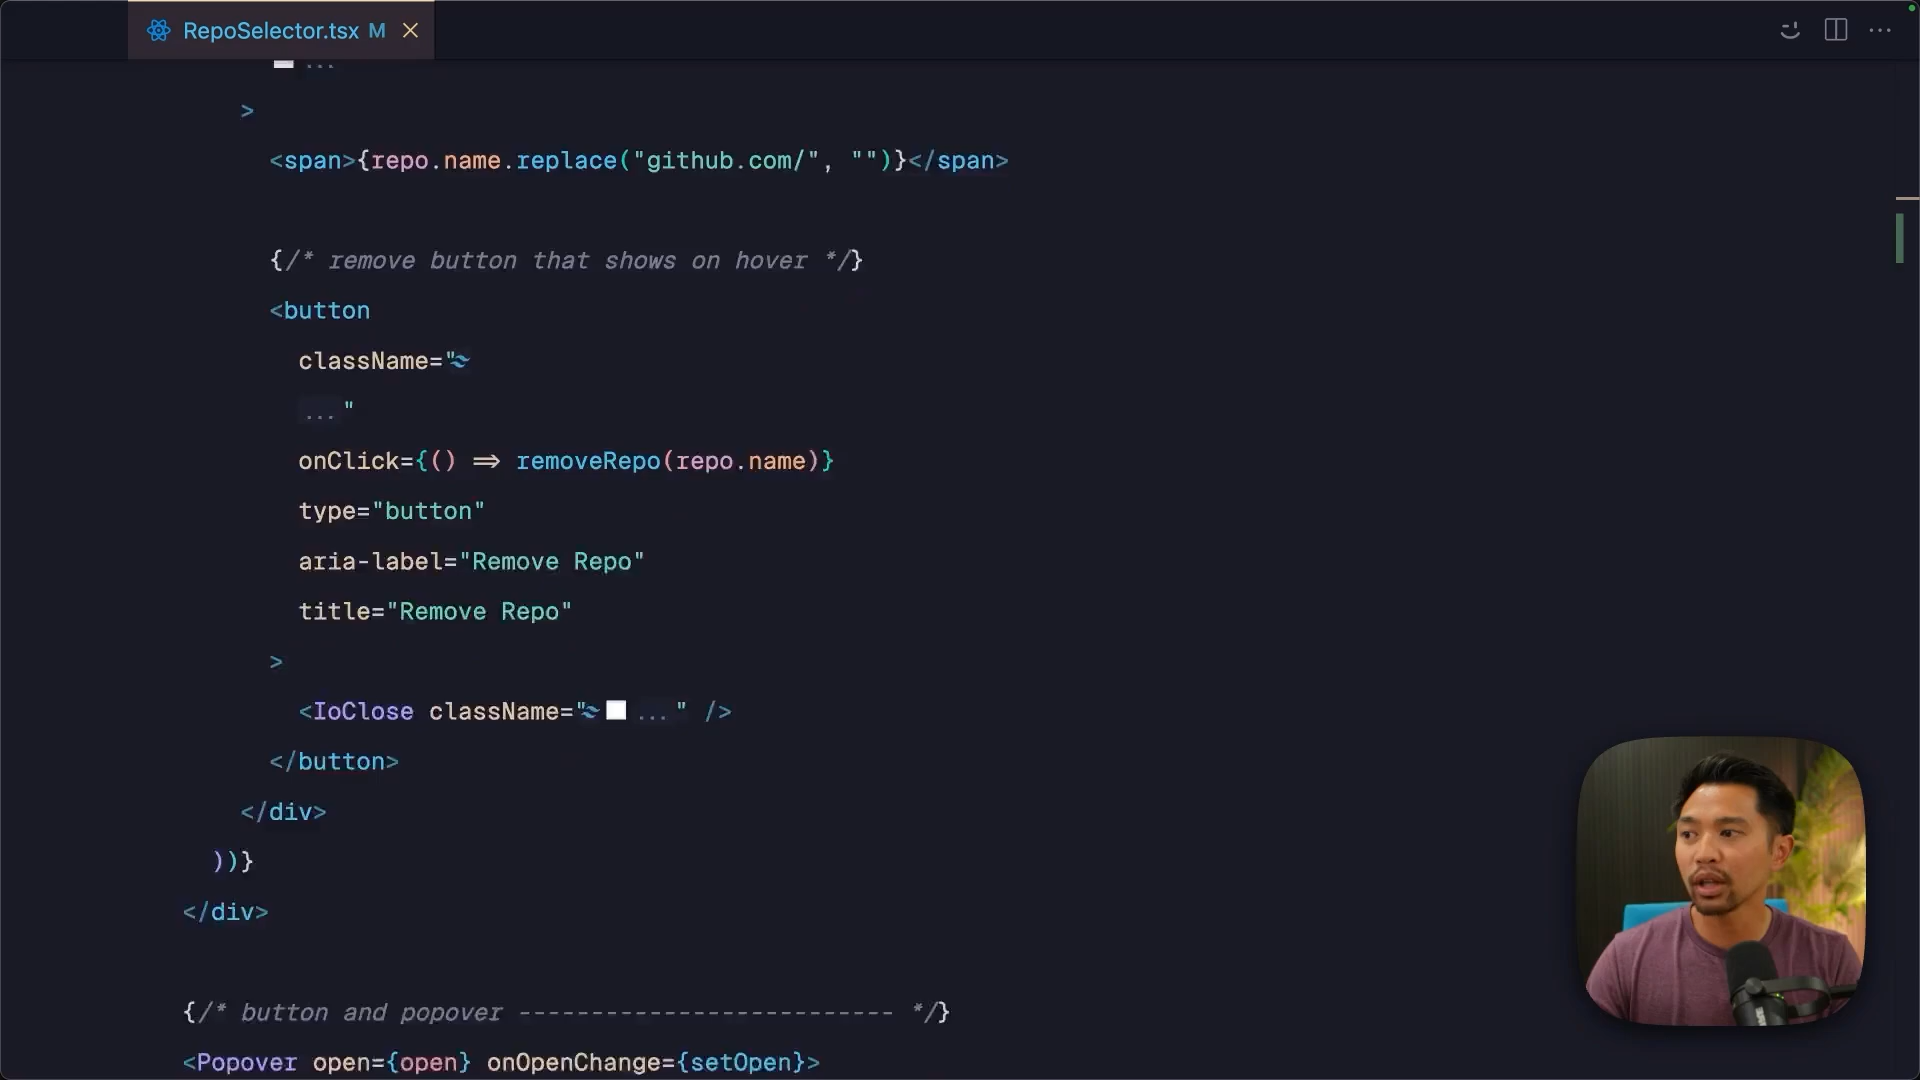 RepoSelector.tsx M
...
>
<span>{repo.name.replace("github.com/", "")}</span>
{/* remove button that shows on hover */}
<button
className="
..."
onClick={() => removeRepo(repo.name)}
type="button"
aria-label="Remove Repo"
title="Remove Repo"
>
<IoClose className=" ..." />
</button>
</div>
))}
</div>
{/* button and popover -------------------------- */}
<Popover open={open} onOpenChange={setOpen}>